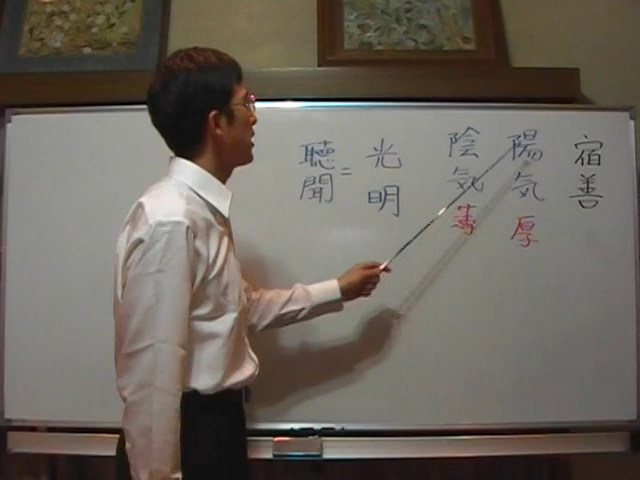 宿善
陽気 厚
陰気 薄
光明
=
聴聞